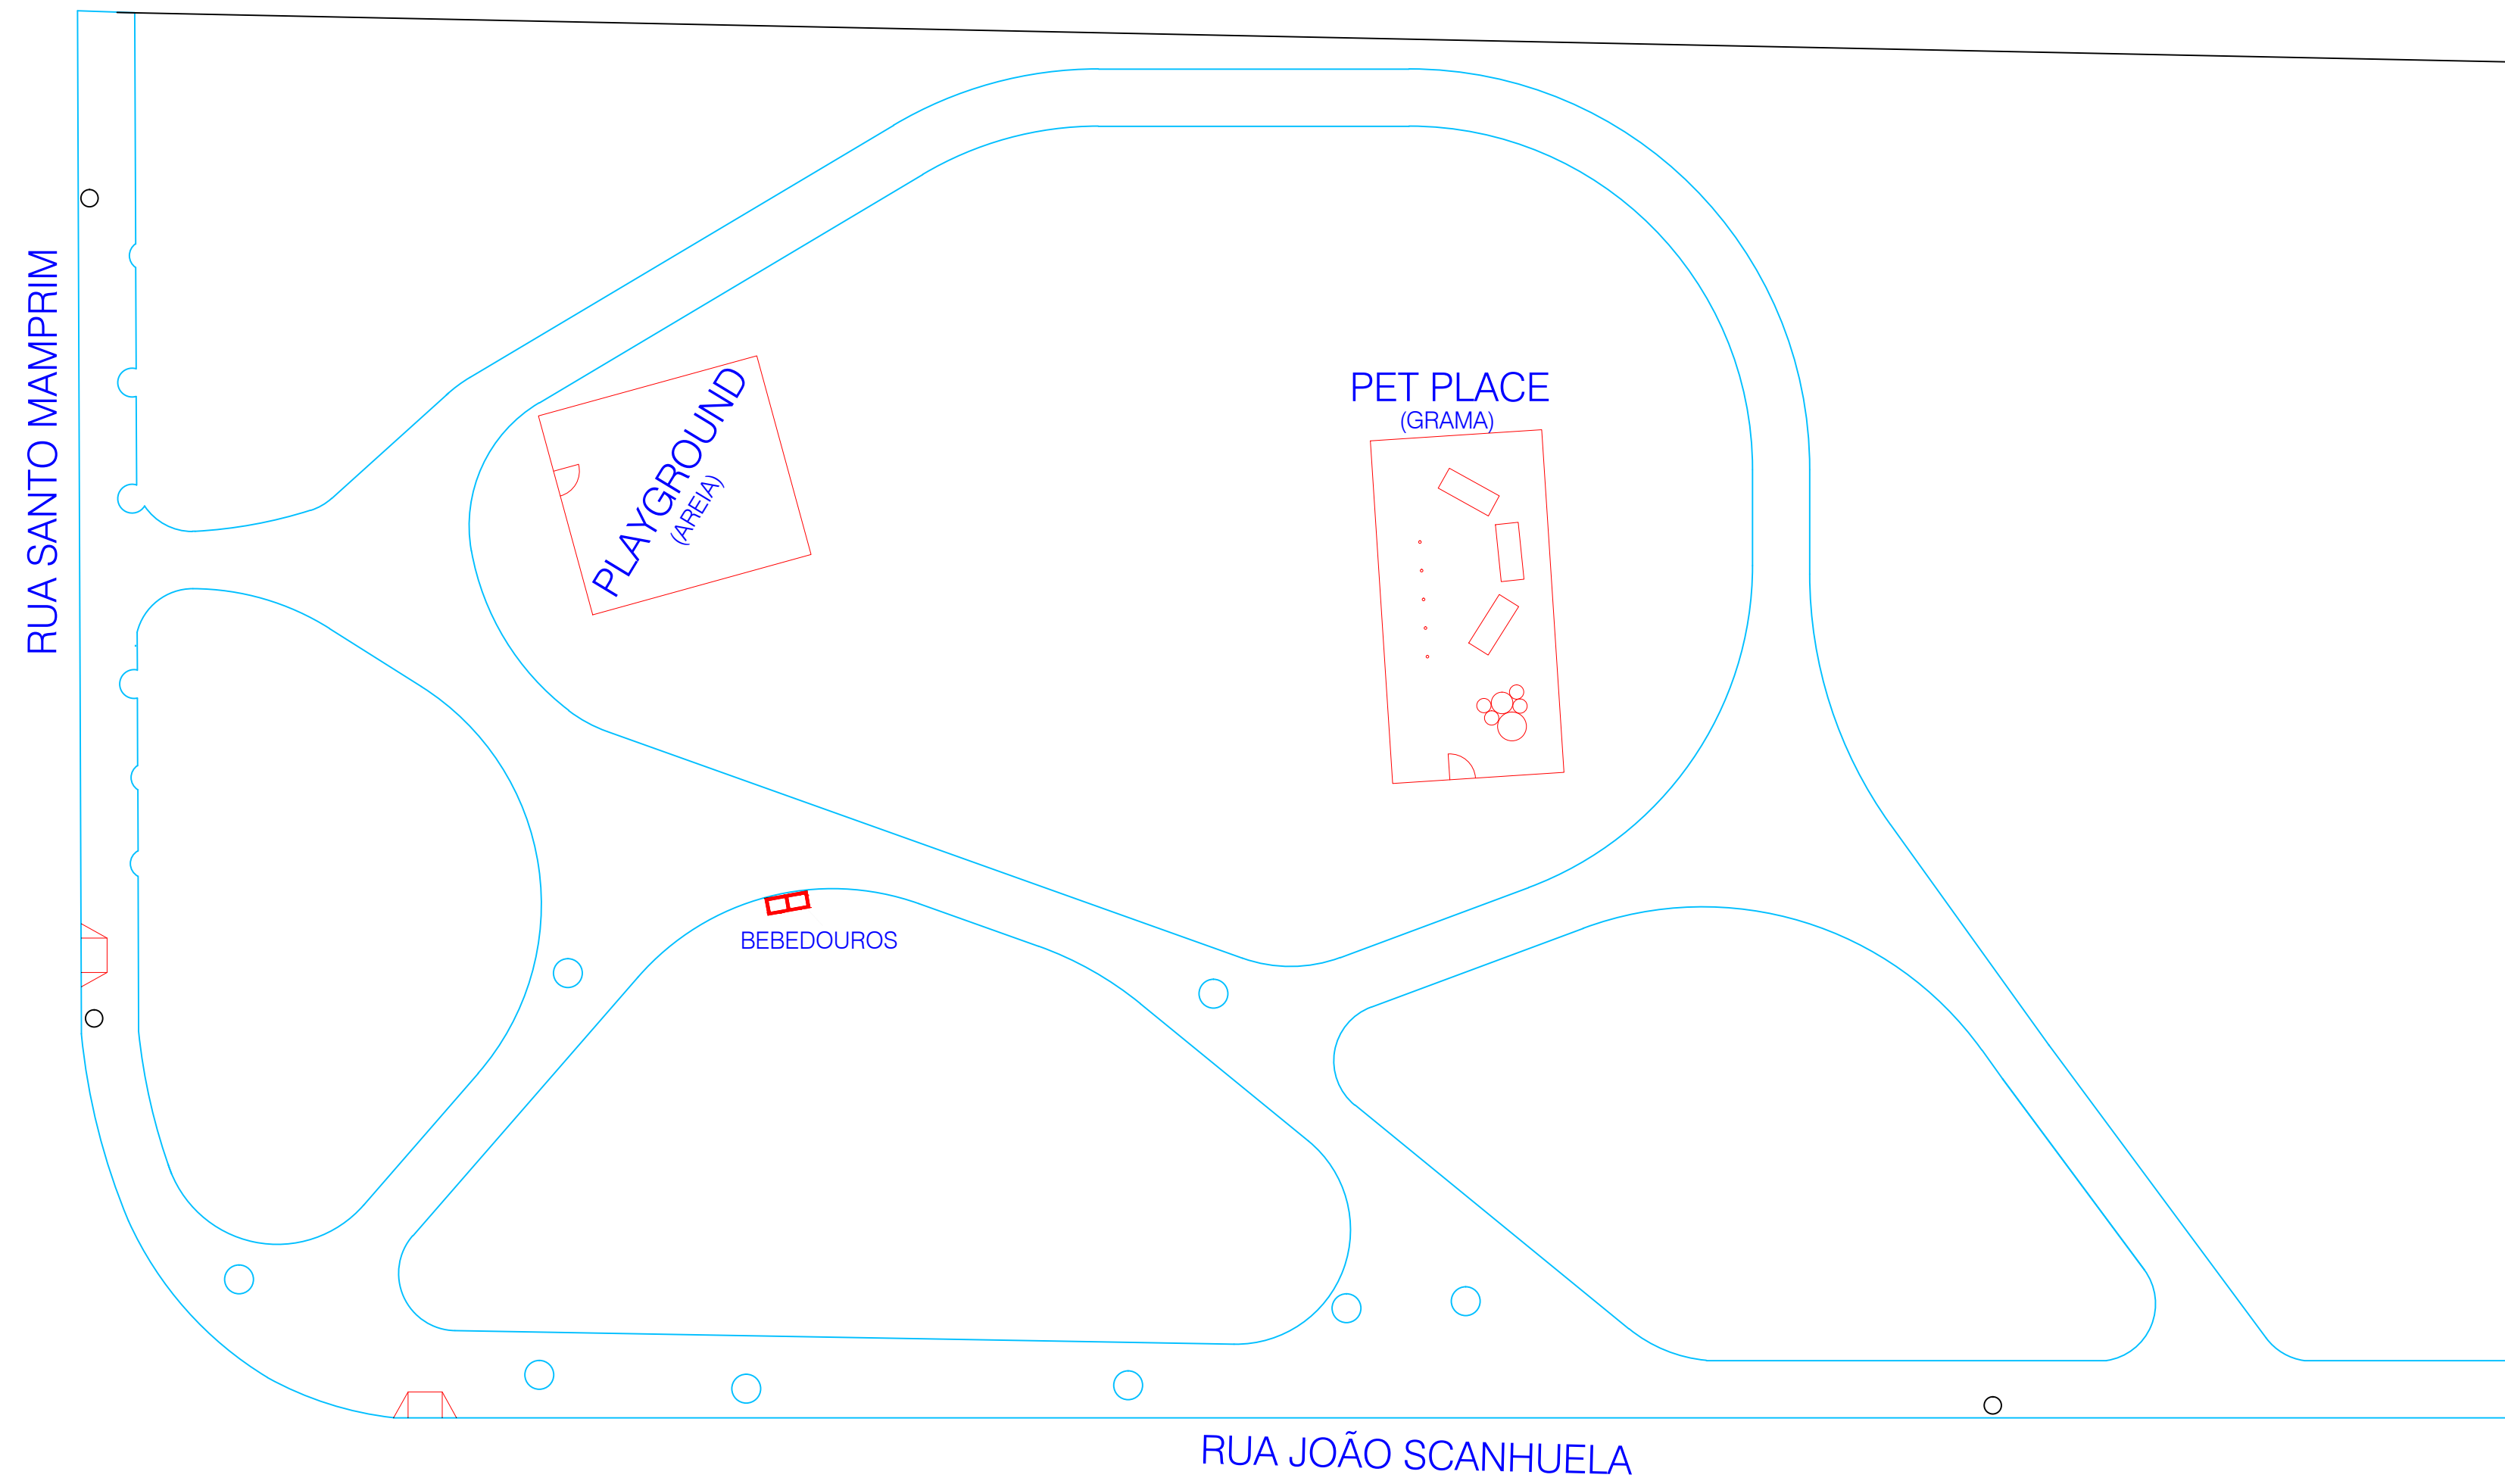 RUA SANTO MAMPRIM
PLAYGROUND
(AREIA)
PET PLACE
(GRAMA)
BEBEDOUROS
RUA JOÃO SCANHUELA